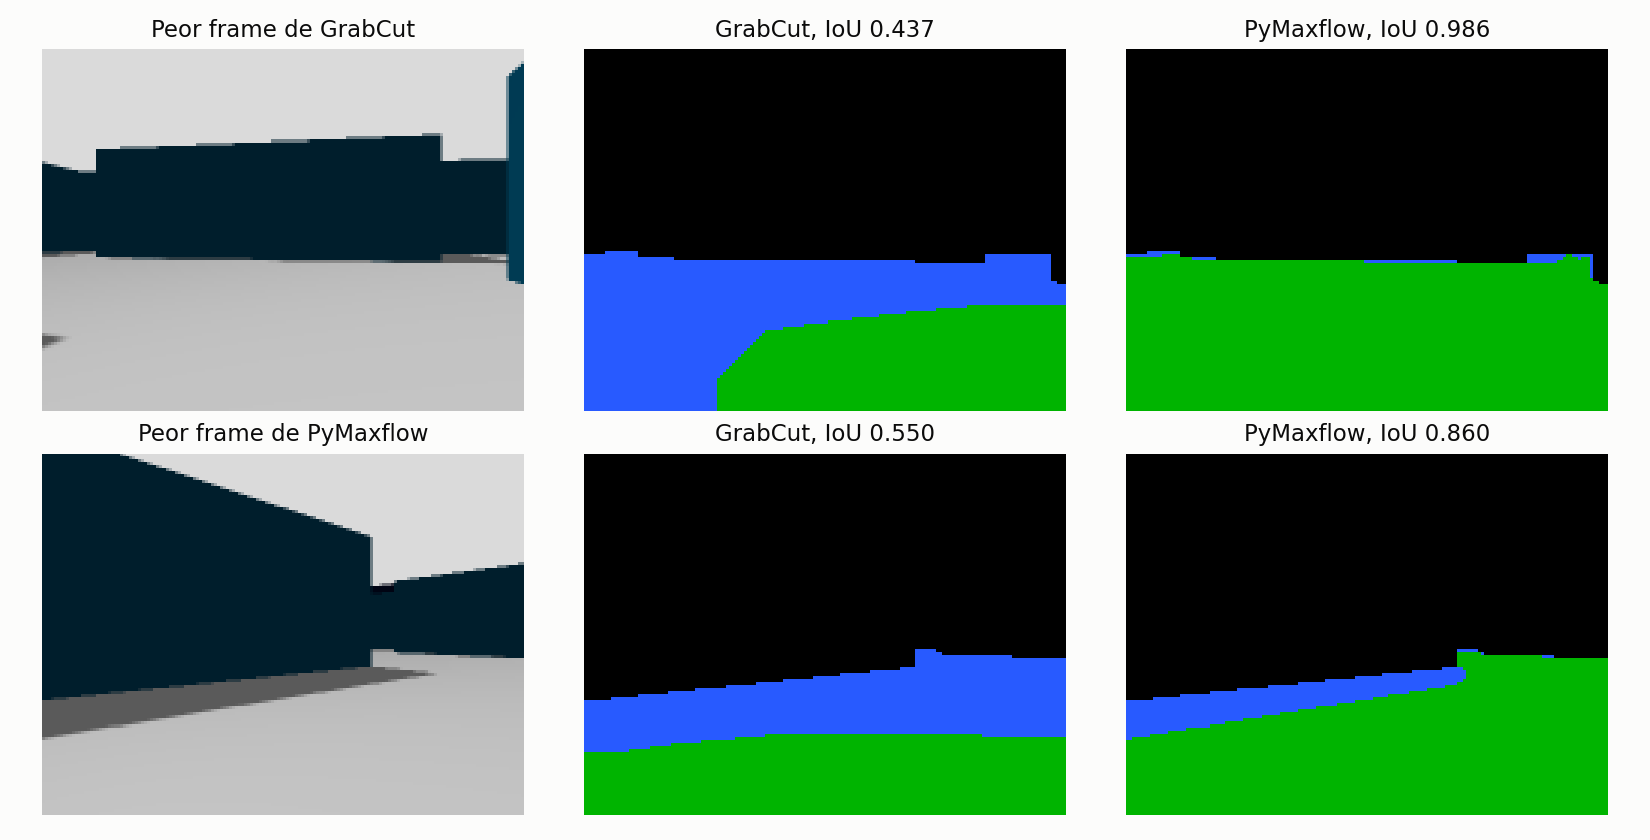 Peor frame de GrabCut
GrabCut, IoU 0.437
PyMaxflow, IoU 0.986
Peor frame de PyMaxflow
GrabCut, IoU 0.550
PyMaxflow, IoU 0.860